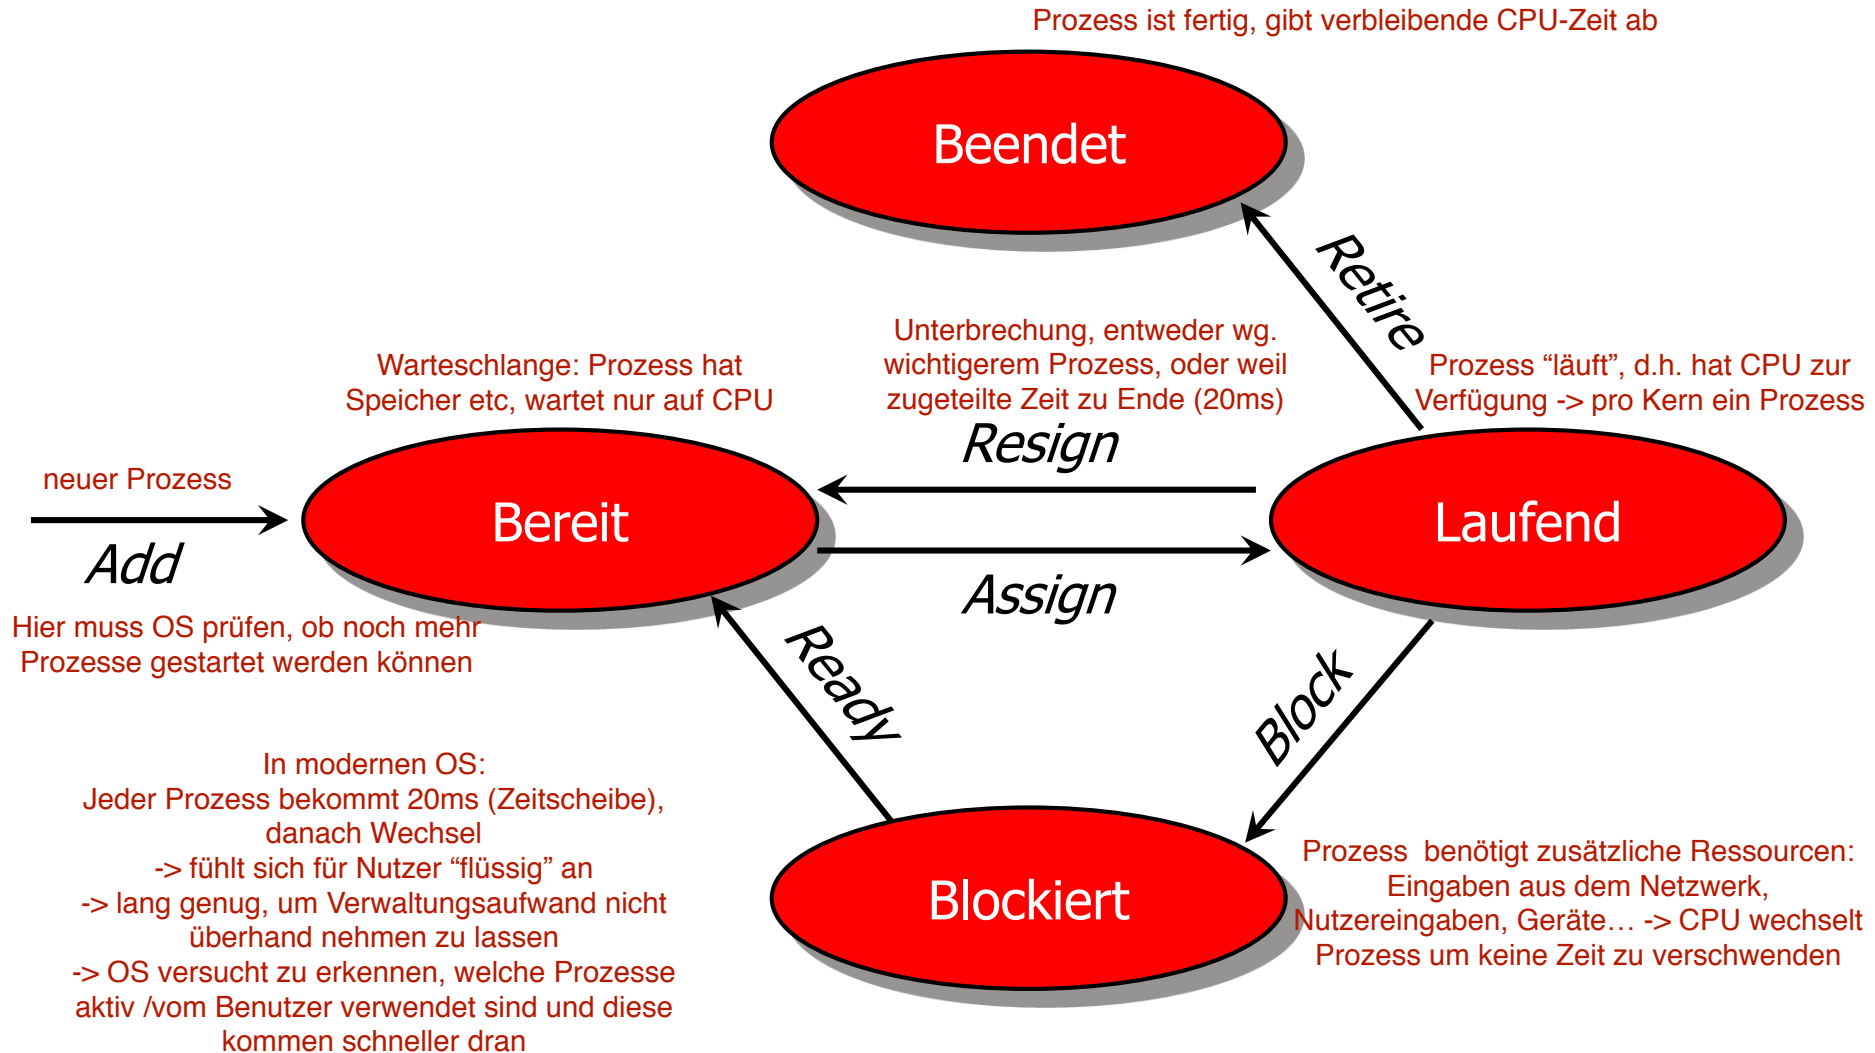 Prozess ist fertig, gibt verbleibende CPU-Zeit ab
Beendet
Retire
Unterbrechung, entweder wg.
wichtigerem Prozess, oder weil
zugeteilte Zeit zu Ende (20ms)
Resign
Warteschlange: Prozess hat
Speicher etc, wartet nur auf CPU
Prozess “läuft”, d.h. hat CPU zur
Verfügung -> pro Kern ein Prozess
neuer Prozess
Add
Bereit
Laufend
Assign
Hier muss OS prüfen, ob noch mehr
Prozesse gestartet werden können
Ready
Block
In modernen OS:
Jeder Prozess bekommt 20ms (Zeitscheibe),
danach Wechsel
-> fühlt sich für Nutzer “flüssig” an
-> lang genug, um Verwaltungsaufwand nicht
überhand nehmen zu lassen
-> OS versucht zu erkennen, welche Prozesse
aktiv /vom Benutzer verwendet sind und diese
kommen schneller dran
Blockiert
Prozess  benötigt zusätzliche Ressourcen:
Eingaben aus dem Netzwerk,
Nutzereingaben, Geräte… -> CPU wechselt
Prozess um keine Zeit zu verschwenden